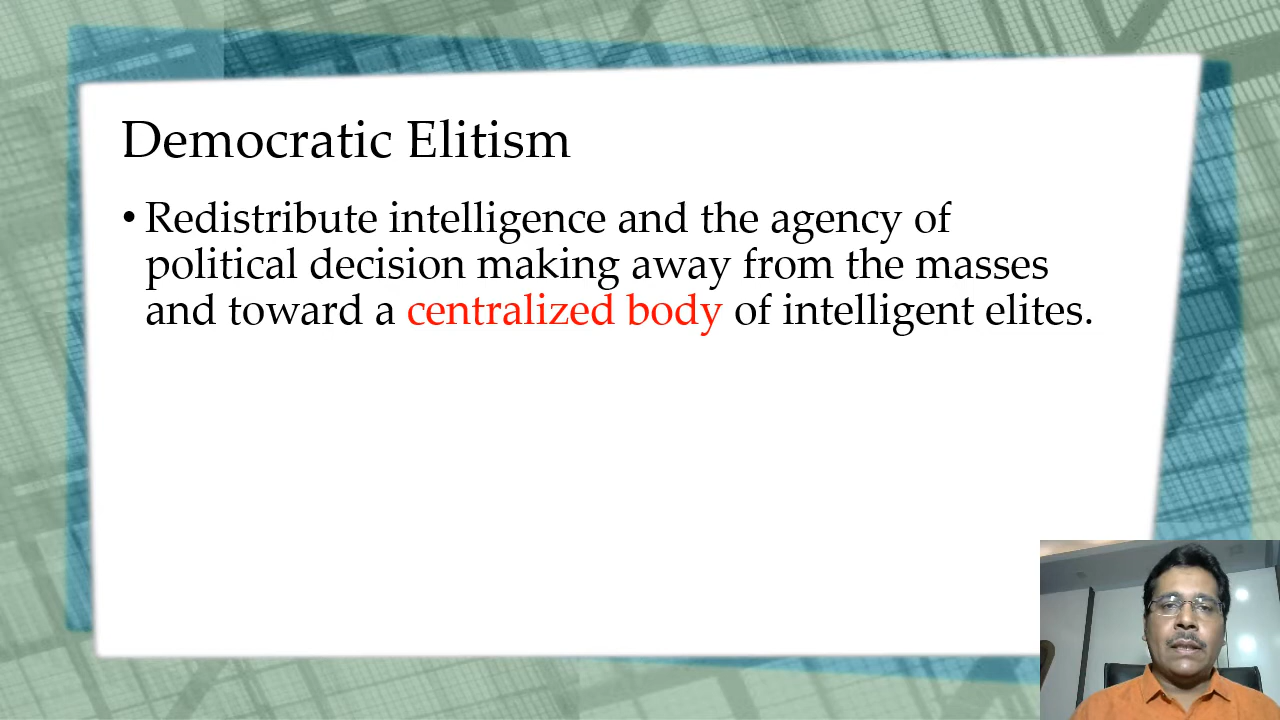 Democratic Elitism
• Redistribute intelligence and the agency of
political decision making away from the masses
and toward a centralized body of intelligent elites.